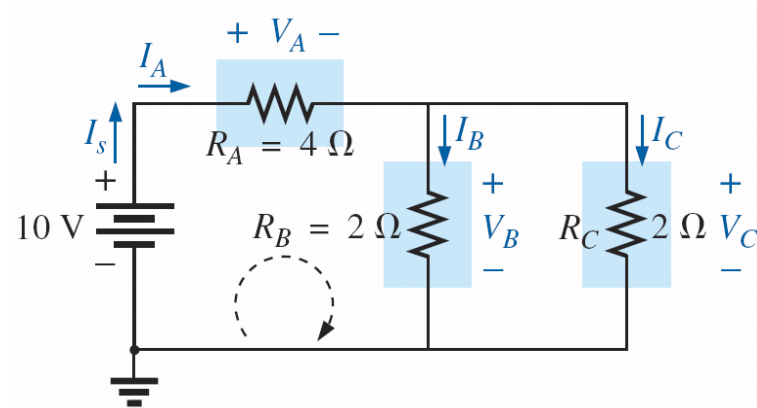 + V_A −
I_A
I_s
R_A = 4 Ω
I_B
I_C
+
10 V
−
R_B = 2 Ω
+
V_B
−
R_C
2 Ω
+
V_C
−